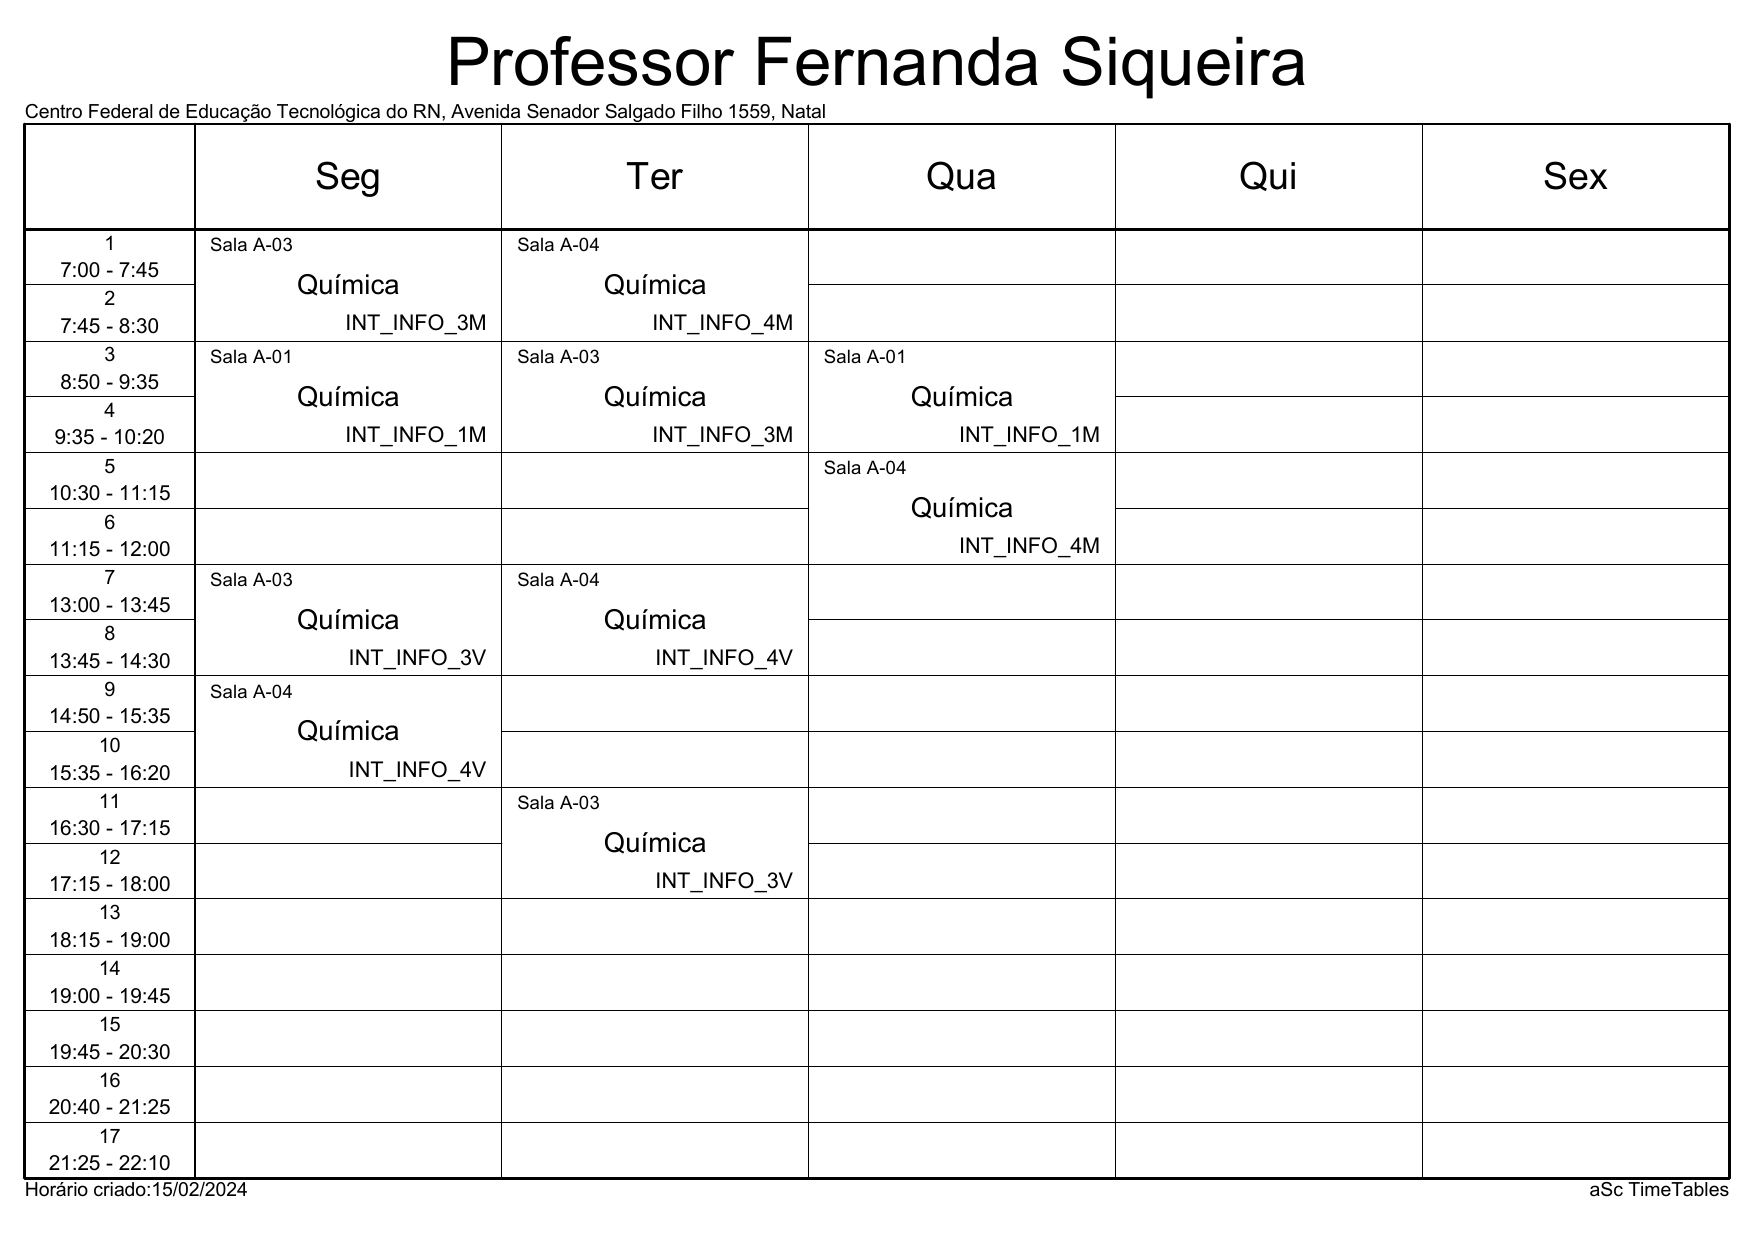 Professor Fernanda Siqueira
Centro Federal de Educação Tecnológica do RN, Avenida Senador Salgado Filho 1559, Natal
Seg Ter Qua Qui Sex
1
7:00 - 7:45
2
7:45 - 8:30
Sala A-03
Química
INT_INFO_3M
Sala A-04
Química
INT_INFO_4M
3
8:50 - 9:35
4
9:35 - 10:20
Sala A-01
Química
INT_INFO_1M
Sala A-03
Química
INT_INFO_3M
Sala A-01
Química
INT_INFO_1M
5
10:30 - 11:15
6
11:15 - 12:00
Sala A-04
Química
INT_INFO_4M
7
13:00 - 13:45
8
13:45 - 14:30
Sala A-03
Química
INT_INFO_3V
Sala A-04
Química
INT_INFO_4V
9
14:50 - 15:35
10
15:35 - 16:20
Sala A-04
Química
INT_INFO_4V
11
16:30 - 17:15
12
17:15 - 18:00
Sala A-03
Química
INT_INFO_3V
13
18:15 - 19:00
14
19:00 - 19:45
15
19:45 - 20:30
16
20:40 - 21:25
17
21:25 - 22:10
Horário criado:15/02/2024
aSc TimeTables